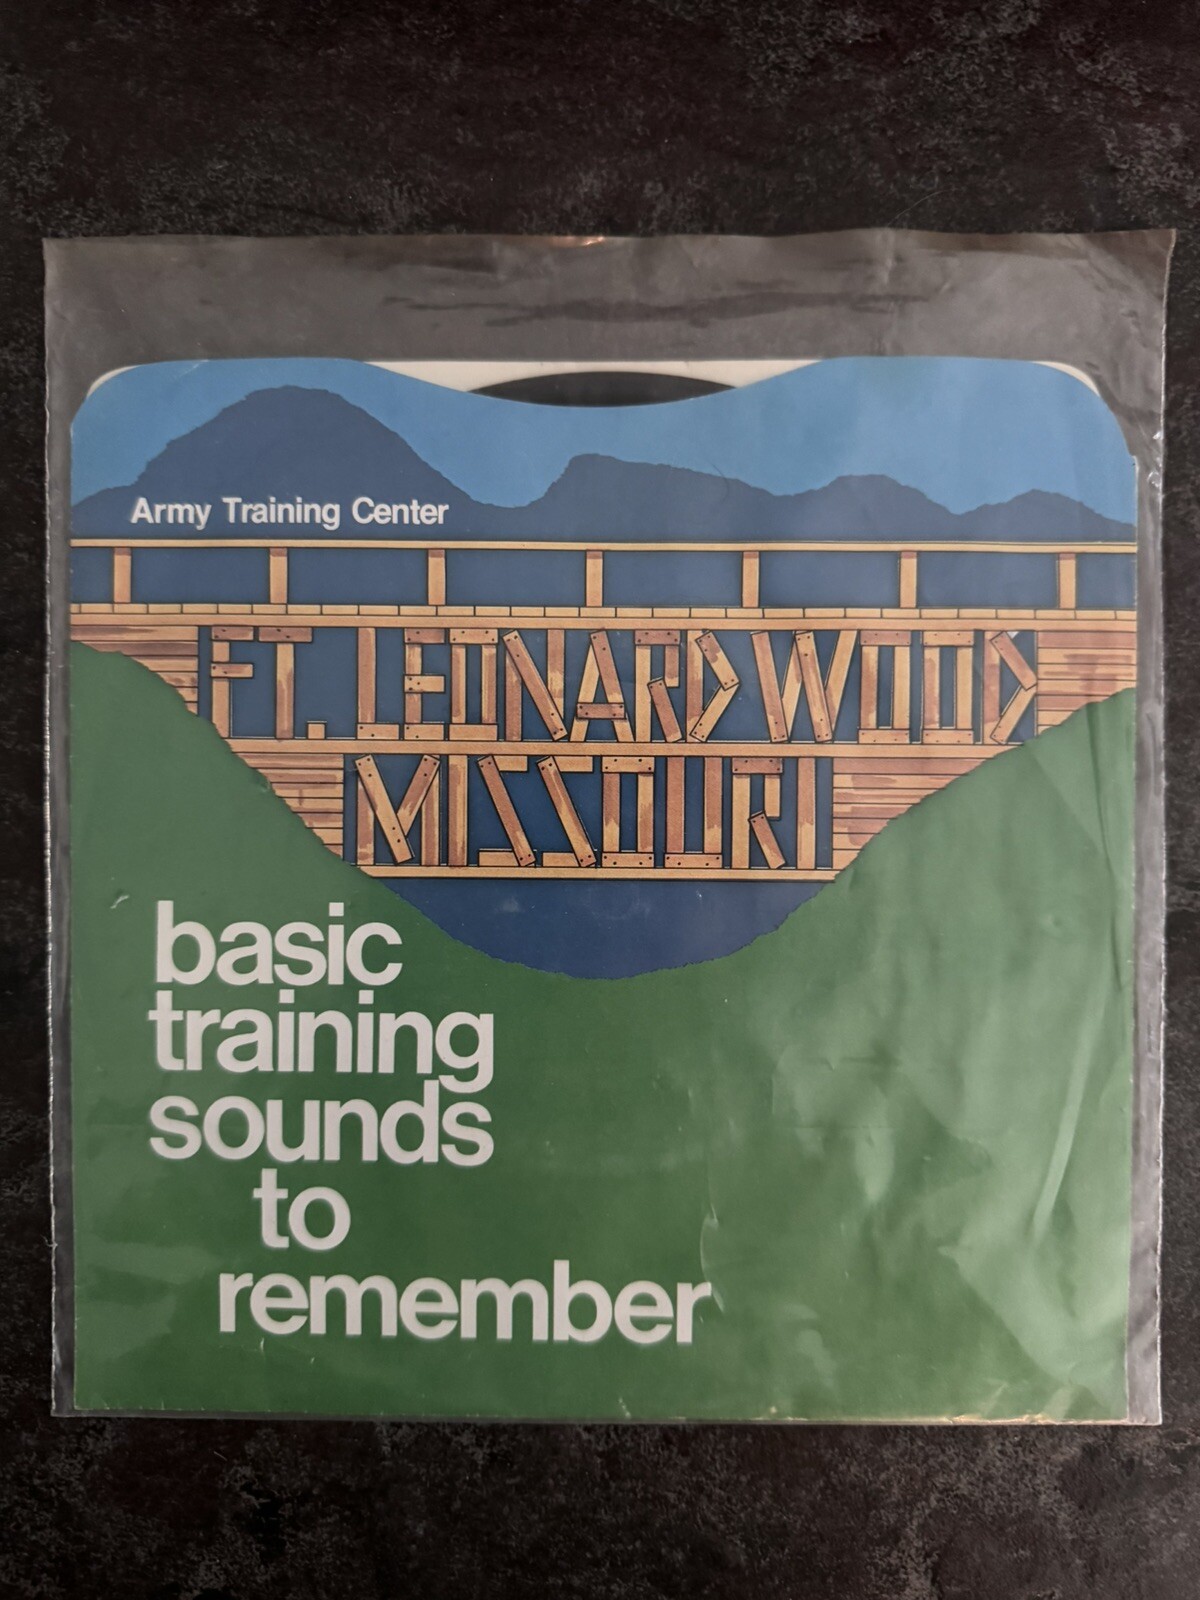 Army Training Center
FT. LEONARD WOOD
MISSOURI
basic
training
sounds
to
remember